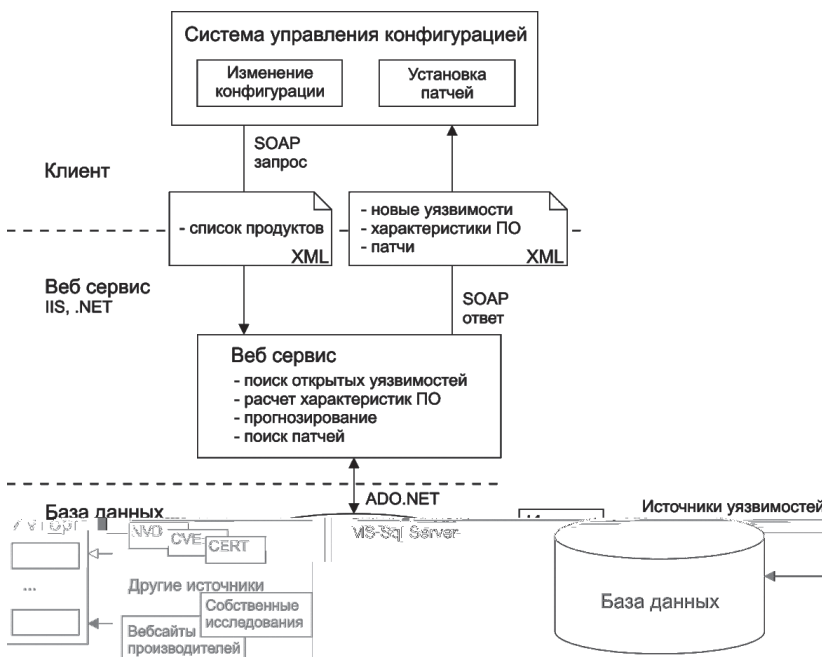 Система управления конфигурацией
Изменение
конфигурации
Установка
патчей
SOAP
запрос
Клиент
- список продуктов
XML
- новые уязвимости
- характеристики ПО
- патчи
XML
Веб сервис
IIS, .NET
SOAP
ответ
Веб сервис
- поиск открытых уязвимостей
- расчет характеристик ПО
- прогнозирование
- поиск патчей
ADO.NET
База данных
Источники уязвимостей
NVD
CVE
CERT
MS-Sql Server
...
Другие источники
Собственные
исследования
Вебсайты
производителей
База данных